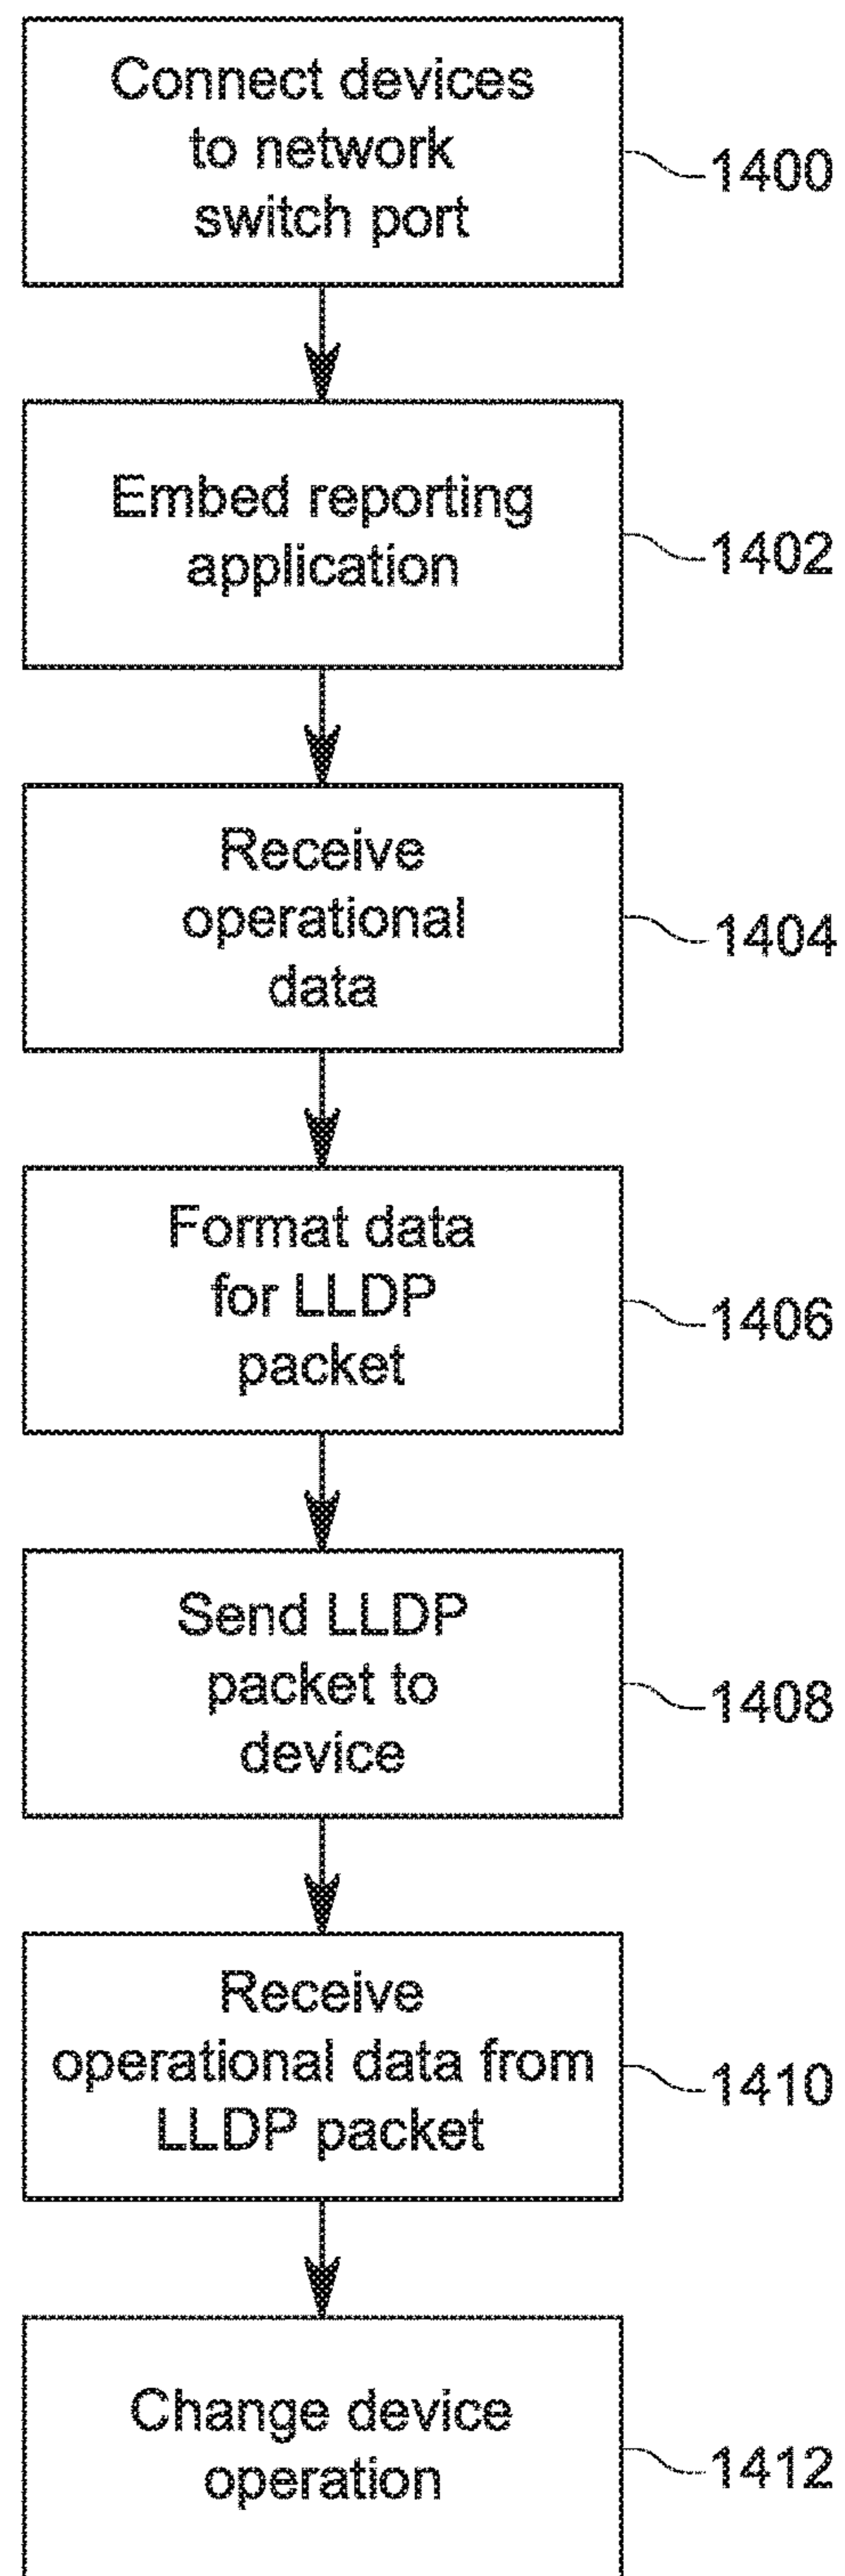 Connect devices
to network
switch port
1400
Embed reporting
application
1402
Receive
operational
data
1404
Format data
for LLDP
packet
1406
Send LLDP
packet to
device
1408
Receive
operational data from
LLDP packet
1410
Change device
operation
1412